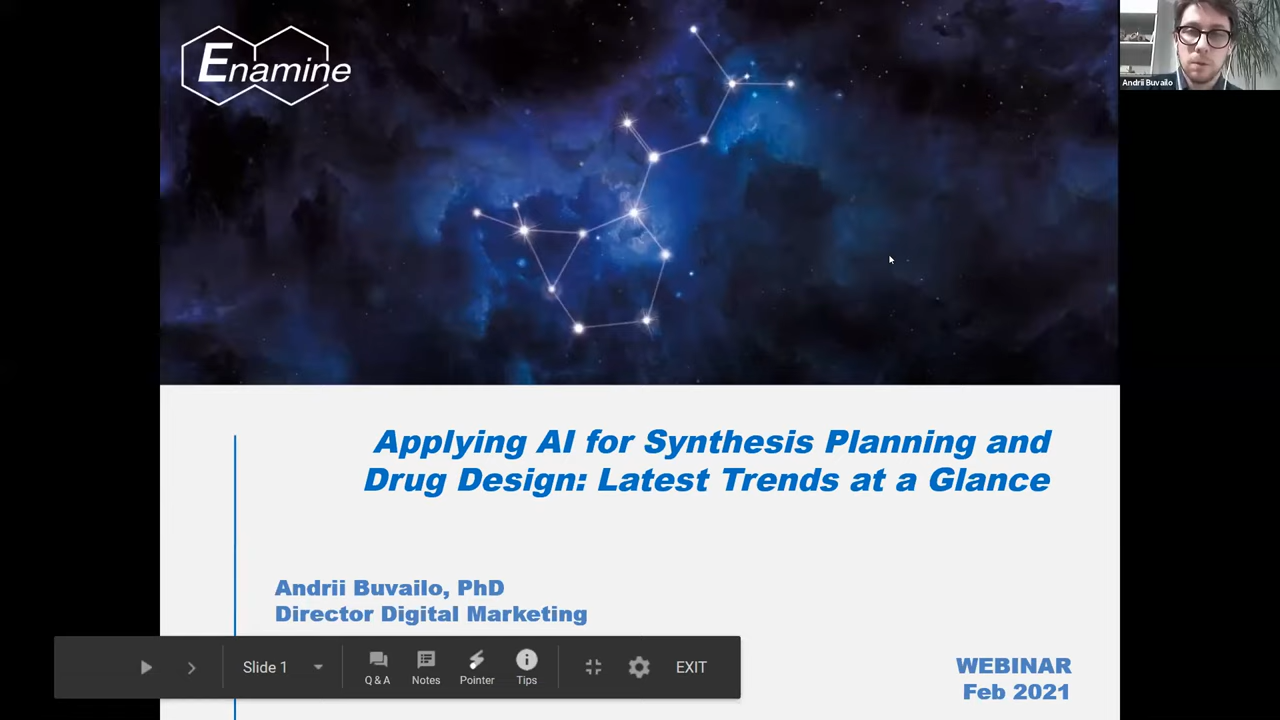 Enamine
Andrii Buvailo
Applying AI for Synthesis Planning and
Drug Design: Latest Trends at a Glance
Andrii Buvailo, PhD
Director Digital Marketing
Slide 1
Q & A
Notes
Pointer
Tips
EXIT
WEBINAR
Feb 2021